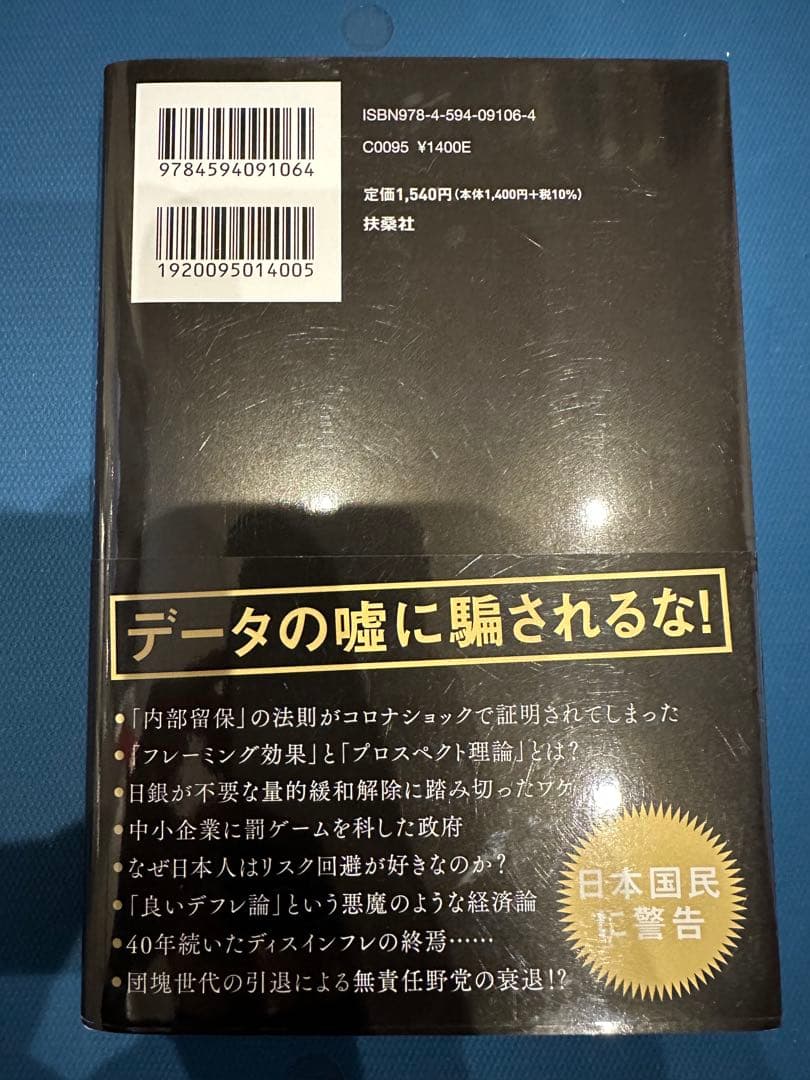 ISBN978-4-594-09106-4
C0095 ¥1400E
9784594091064
定価1,540円(本体1,400円+税10%)
扶桑社
1920095014005
データの嘘に騙されるな!
●「内部留保」の法則がコロナショックで証明されてしまった
●「フレーミング効果」と「プロスペクト理論」とは?
●日銀が不要な量的緩和解除に踏み切ったワケ
●中小企業に罰ゲームを科した政府
●なぜ日本人はリスク回避が好きなのか?
●「良いデフレ論」という悪魔のような経済論
●40年続いたディスインフレの終焉……
●団塊世代の引退による無責任野党の衰退!?
日本国民
に警告